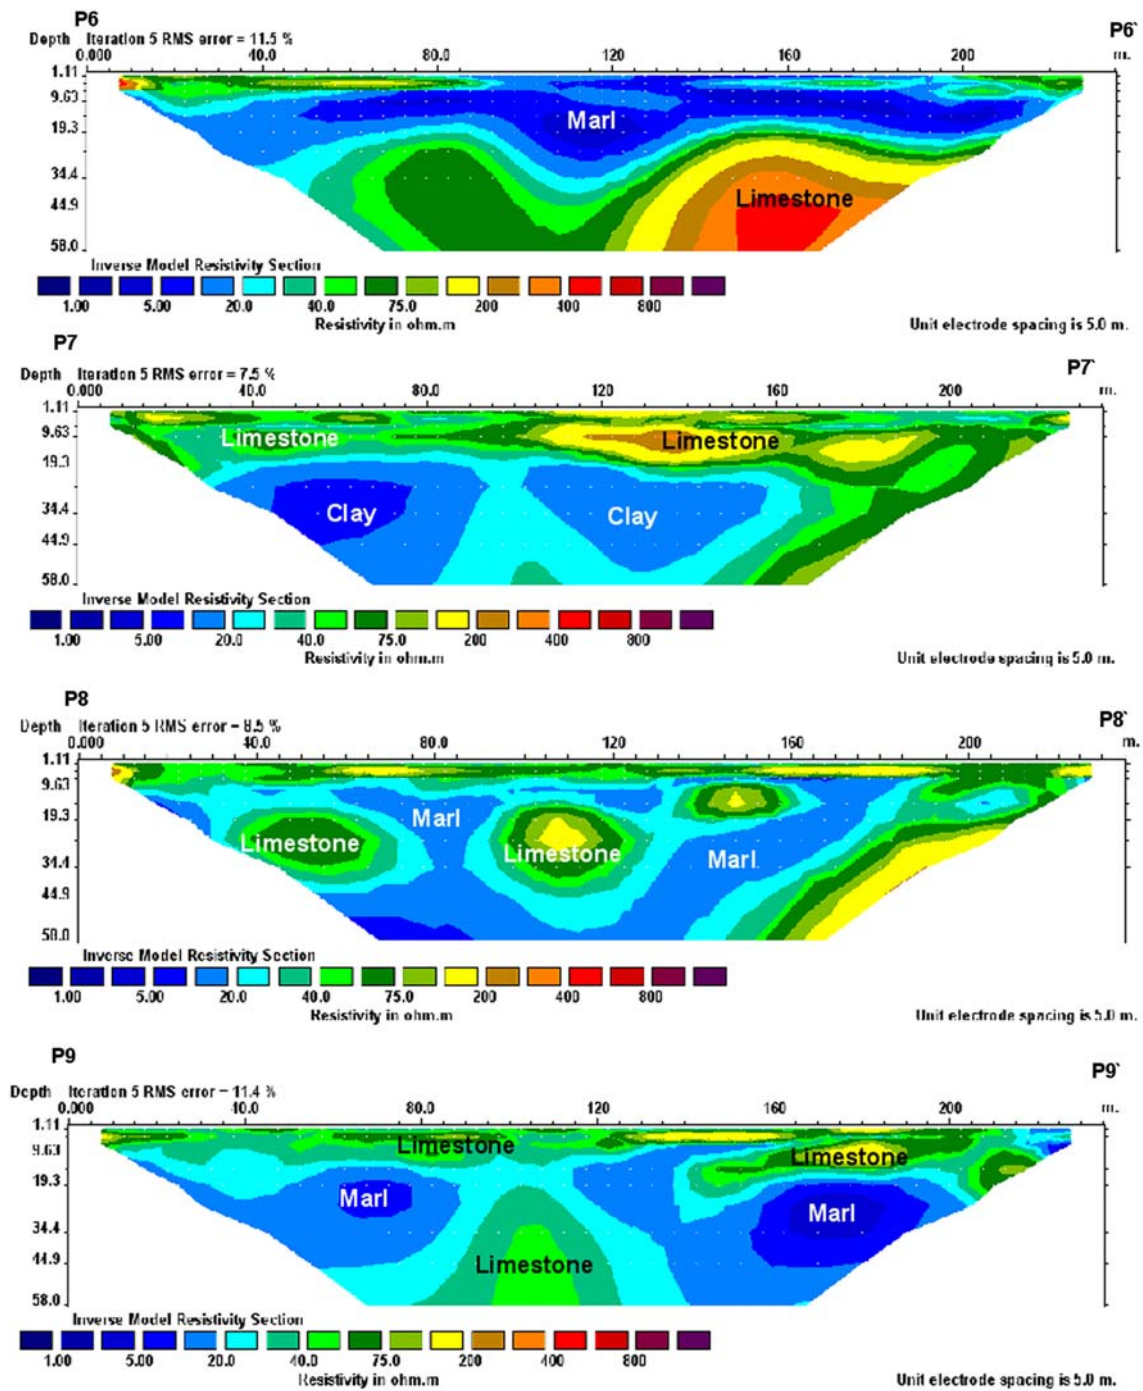 P6
P6`
Depth Iteration 5 RMS error = 11.5 %
0.000 40.0 80.0 120 160 200 m.
1.11
9.63
19.3
34.4
44.9
58.0
Marl
Limestone
Inverse Model Resistivity Section
1.00 5.00 20.0 40.0 75.0 200 400 800
Resistivity in ohm.m
Unit electrode spacing is 5.0 m.
P7
P7`
Depth Iteration 5 RMS error = 7.5 %
0.000 40.0 80.0 120 160 200 m.
1.11
9.63
19.3
34.4
44.9
58.0
Limestone
Limestone
Clay
Clay
Inverse Model Resistivity Section
1.00 5.00 20.0 40.0 75.0 200 400 800
Resistivity in ohm.m
Unit electrode spacing is 5.0 m.
P8
P8`
Depth Iteration 5 RMS error = 8.5 %
0.000 40.0 80.0 120 160 200 m.
1.11
9.63
19.3
34.4
44.9
50.0
Marl
Limestone
Limestone
Marl
Inverse Model Resistivity Section
1.00 5.00 20.0 40.0 75.0 200 400 800
Resistivity in ohm.m
Unit electrode spacing is 5.0 m.
P9
P9`
Depth Iteration 5 RMS error = 11.4 %
0.000 40.0 80.0 120 160 200 m.
1.11
9.63
19.3
34.4
44.9
58.0
Limestone
Limestone
Marl
Marl
Limestone
Inverse Model Resistivity Section
1.00 5.00 20.0 40.0 75.0 200 400 800
Resistivity in ohm.m
Unit electrode spacing is 5.0 m.